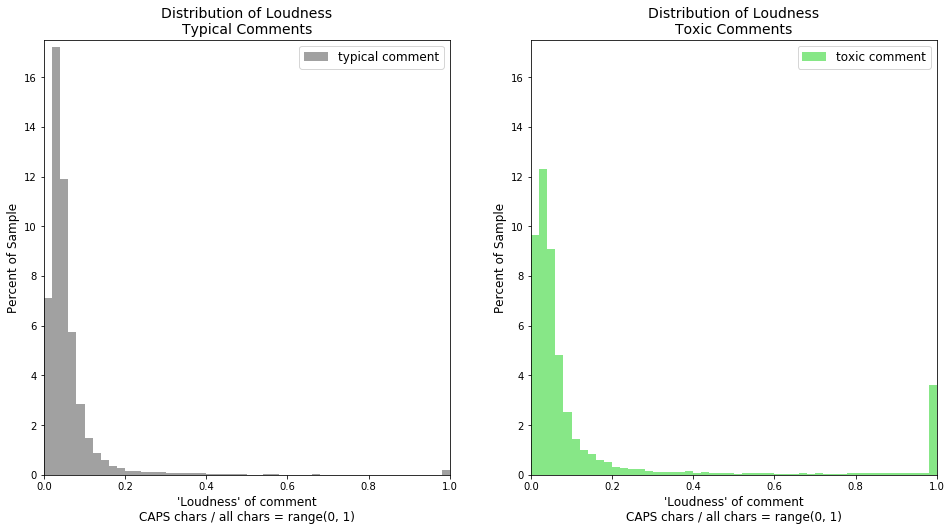 Distribution of Loudness
Typical Comments
typical comment
16
14
12
10
8
6
4
2
0
Percent of Sample
0.0 0.2 0.4 0.6 0.8 1.0
'Loudness' of comment
CAPS chars / all chars = range(0, 1)
Distribution of Loudness
Toxic Comments
toxic comment
16
14
12
10
8
6
4
2
0
Percent of Sample
0.0 0.2 0.4 0.6 0.8 1.0
'Loudness' of comment
CAPS chars / all chars = range(0, 1)